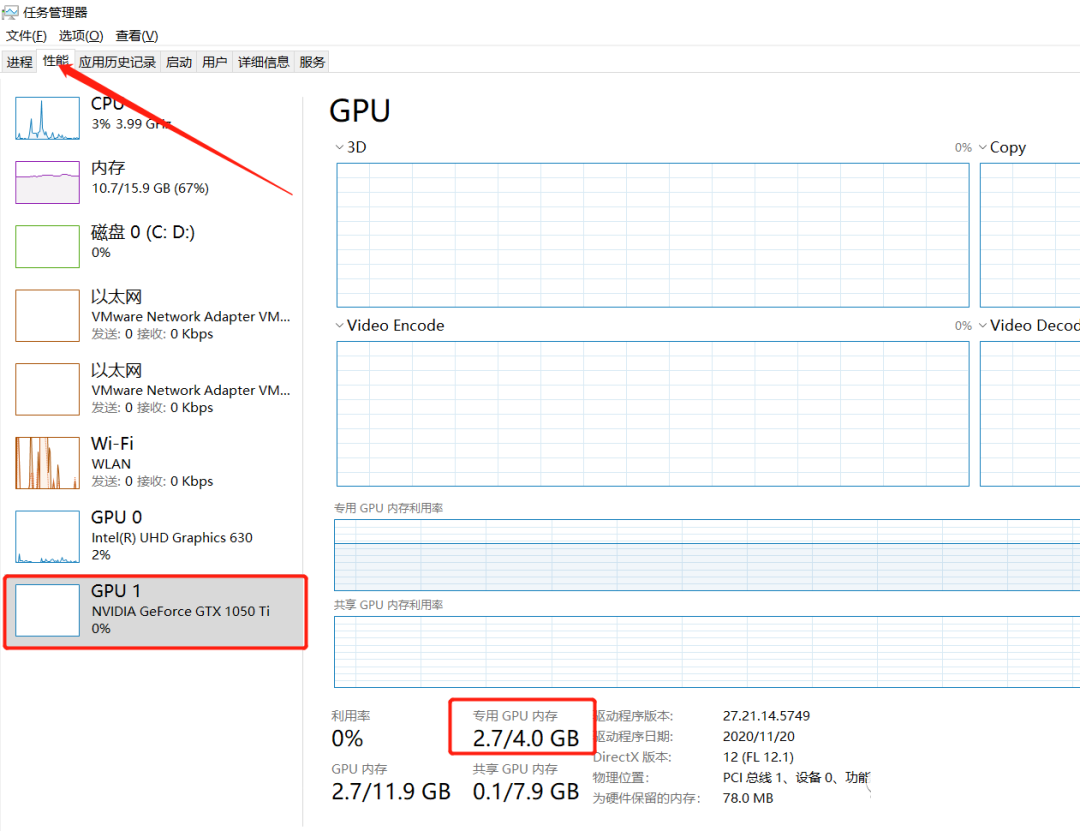 任务管理器
文件(F) 选项(O) 查看(V)
进程 性能 应用历史记录 启动 用户 详细信息 服务
CPU
3% 3.99 GHz
内存
10.7/15.9 GB (67%)
磁盘 0 (C: D:)
0%
以太网
VMware Network Adapter VM...
发送: 0 接收: 0 Kbps
以太网
VMware Network Adapter VM...
发送: 0 接收: 0 Kbps
Wi-Fi
WLAN
发送: 0 接收: 0 Kbps
GPU 0
Intel(R) UHD Graphics 630
2%
GPU 1
NVIDIA GeForce GTX 1050 Ti
0%
GPU
3D 0% Copy
Video Encode 0% Video Decod
专用 GPU 内存利用率
共享 GPU 内存利用率
利用率
0%
GPU 内存
2.7/11.9 GB
专用 GPU 内存
2.7/4.0 GB
共享 GPU 内存
0.1/7.9 GB
驱动程序版本: 27.21.14.5749
驱动程序日期: 2020/11/20
DirectX 版本: 12 (FL 12.1)
物理位置: PCI 总线 1、设备 0、功能
为硬件保留的内存: 78.0 MB